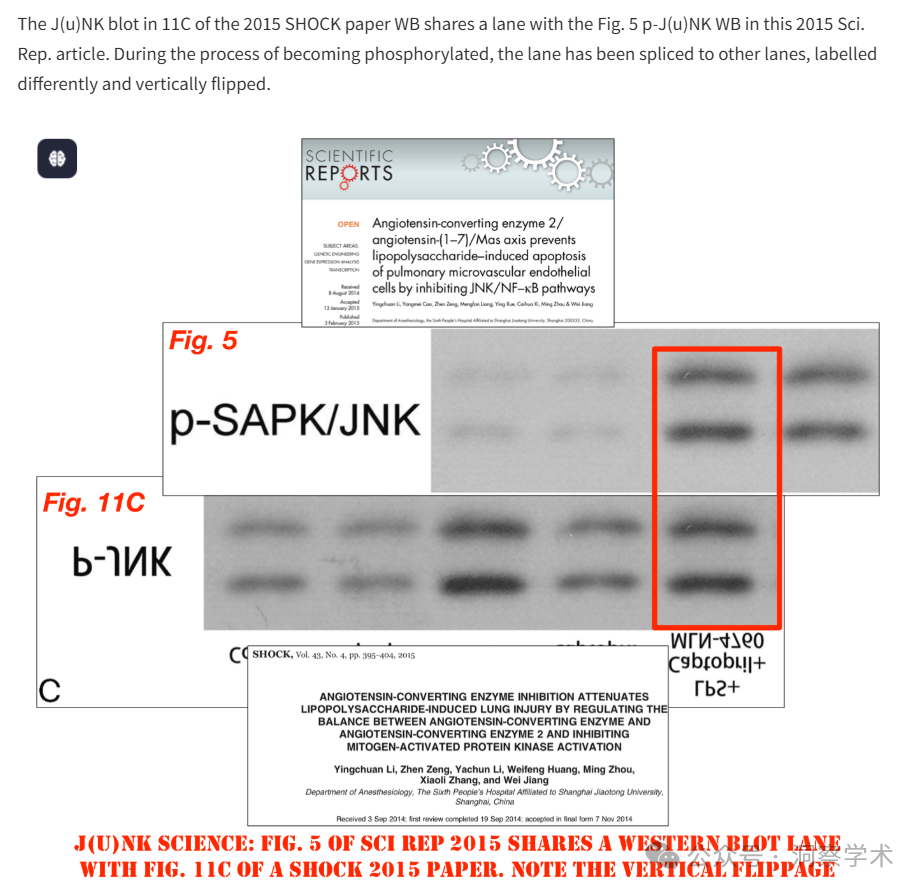 The J(u)NK blot in 11C of the 2015 SHOCK paper WB shares a lane with the Fig. 5 p-J(u)NK WB in this 2015 Sci.
Rep. article. During the process of becoming phosphorylated, the lane has been spliced to other lanes, labelled
differently and vertically flipped.
SCIENTIFIC
REPORTS
OPEN
SUBJECT AREAS:
GENETIC ENGINEERING
GENE EXPRESSION ANALYSIS
TRANSCRIPTION
Received
8 August 2014
Accepted
13 January 2015
Published
3 February 2015
Angiotensin-converting enzyme 2/
angiotensin-(1–7)/Mas axis prevents
lipopolysaccharide–induced apoptosis
of pulmonary microvascular endothelial
cells by inhibiting JNK/NF–κB pathways
Yingchuan Li, Yongmei Cao, Zhen Zeng, Mengfan Liang, Ying Xue, Caihua Xi, Ming Zhou & Wei Jiang
Department of Anesthesiology, the Sixth People's Hospital Affiliated to Shanghai Jiaotong University, Shanghai 200233, China.
Fig. 5
p-SAPK/JNK
Fig. 11C
P-JNK
MLN-4760
Captopril+
LPS+
C
SHOCK, Vol. 43, No. 4, pp. 395–404, 2015
ANGIOTENSIN-CONVERTING ENZYME INHIBITION ATTENUATES
LIPOPOLYSACCHARIDE-INDUCED LUNG INJURY BY REGULATING THE
BALANCE BETWEEN ANGIOTENSIN-CONVERTING ENZYME AND
ANGIOTENSIN-CONVERTING ENZYME 2 AND INHIBITING
MITOGEN-ACTIVATED PROTEIN KINASE ACTIVATION
Yingchuan Li, Zhen Zeng, Yachun Li, Weifeng Huang, Ming Zhou,
Xiaoli Zhang, and Wei Jiang
Department of Anesthesiology, The Sixth People's Hospital Affiliated to Shanghai Jiaotong University,
Shanghai, China
Received 3 Sep 2014; first review completed 19 Sep 2014; accepted in final form 7 Nov 2014
J(U)NK SCIENCE: FIG. 5 OF SCI REP 2015 SHARES A WESTERN BLOT LANE
WITH FIG. 11C OF A SHOCK 2015 PAPER. NOTE THE VERTICAL FLIPPAGE
公众号 · 洞察学术